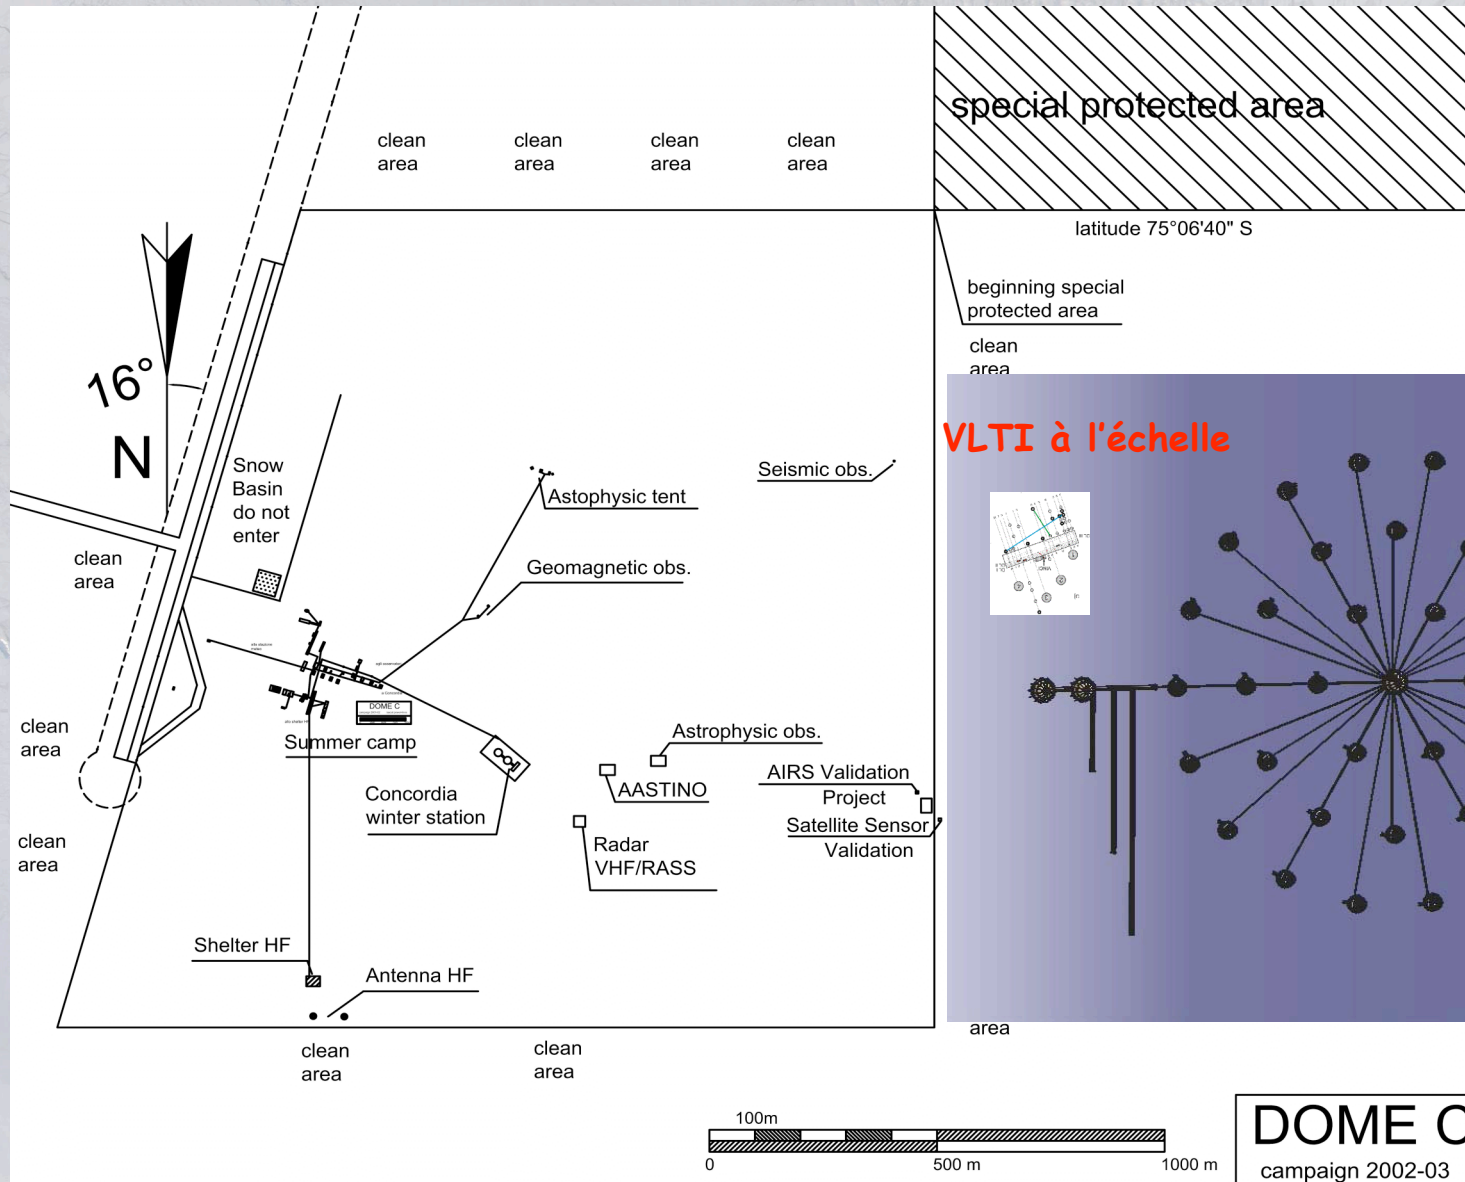 special protected area
clean
area
clean
area
clean
area
clean
area
latitude 75°06'40" S
beginning special
protected area
clean
area
16°
N
VLTI à l'échelle
Snow
Basin
do not
enter
Seismic obs.
Astophysic tent
clean
area
Geomagnetic obs.
DOME C
Summer camp
clean
area
Astrophysic obs.
AASTINO
AIRS Validation
Project
Concordia
winter station
Satellite Sensor
Validation
Radar
VHF/RASS
clean
area
Shelter HF
Antenna HF
area
clean
area
clean
area
100m
0
500 m
1000 m
DOME C
campaign 2002-03